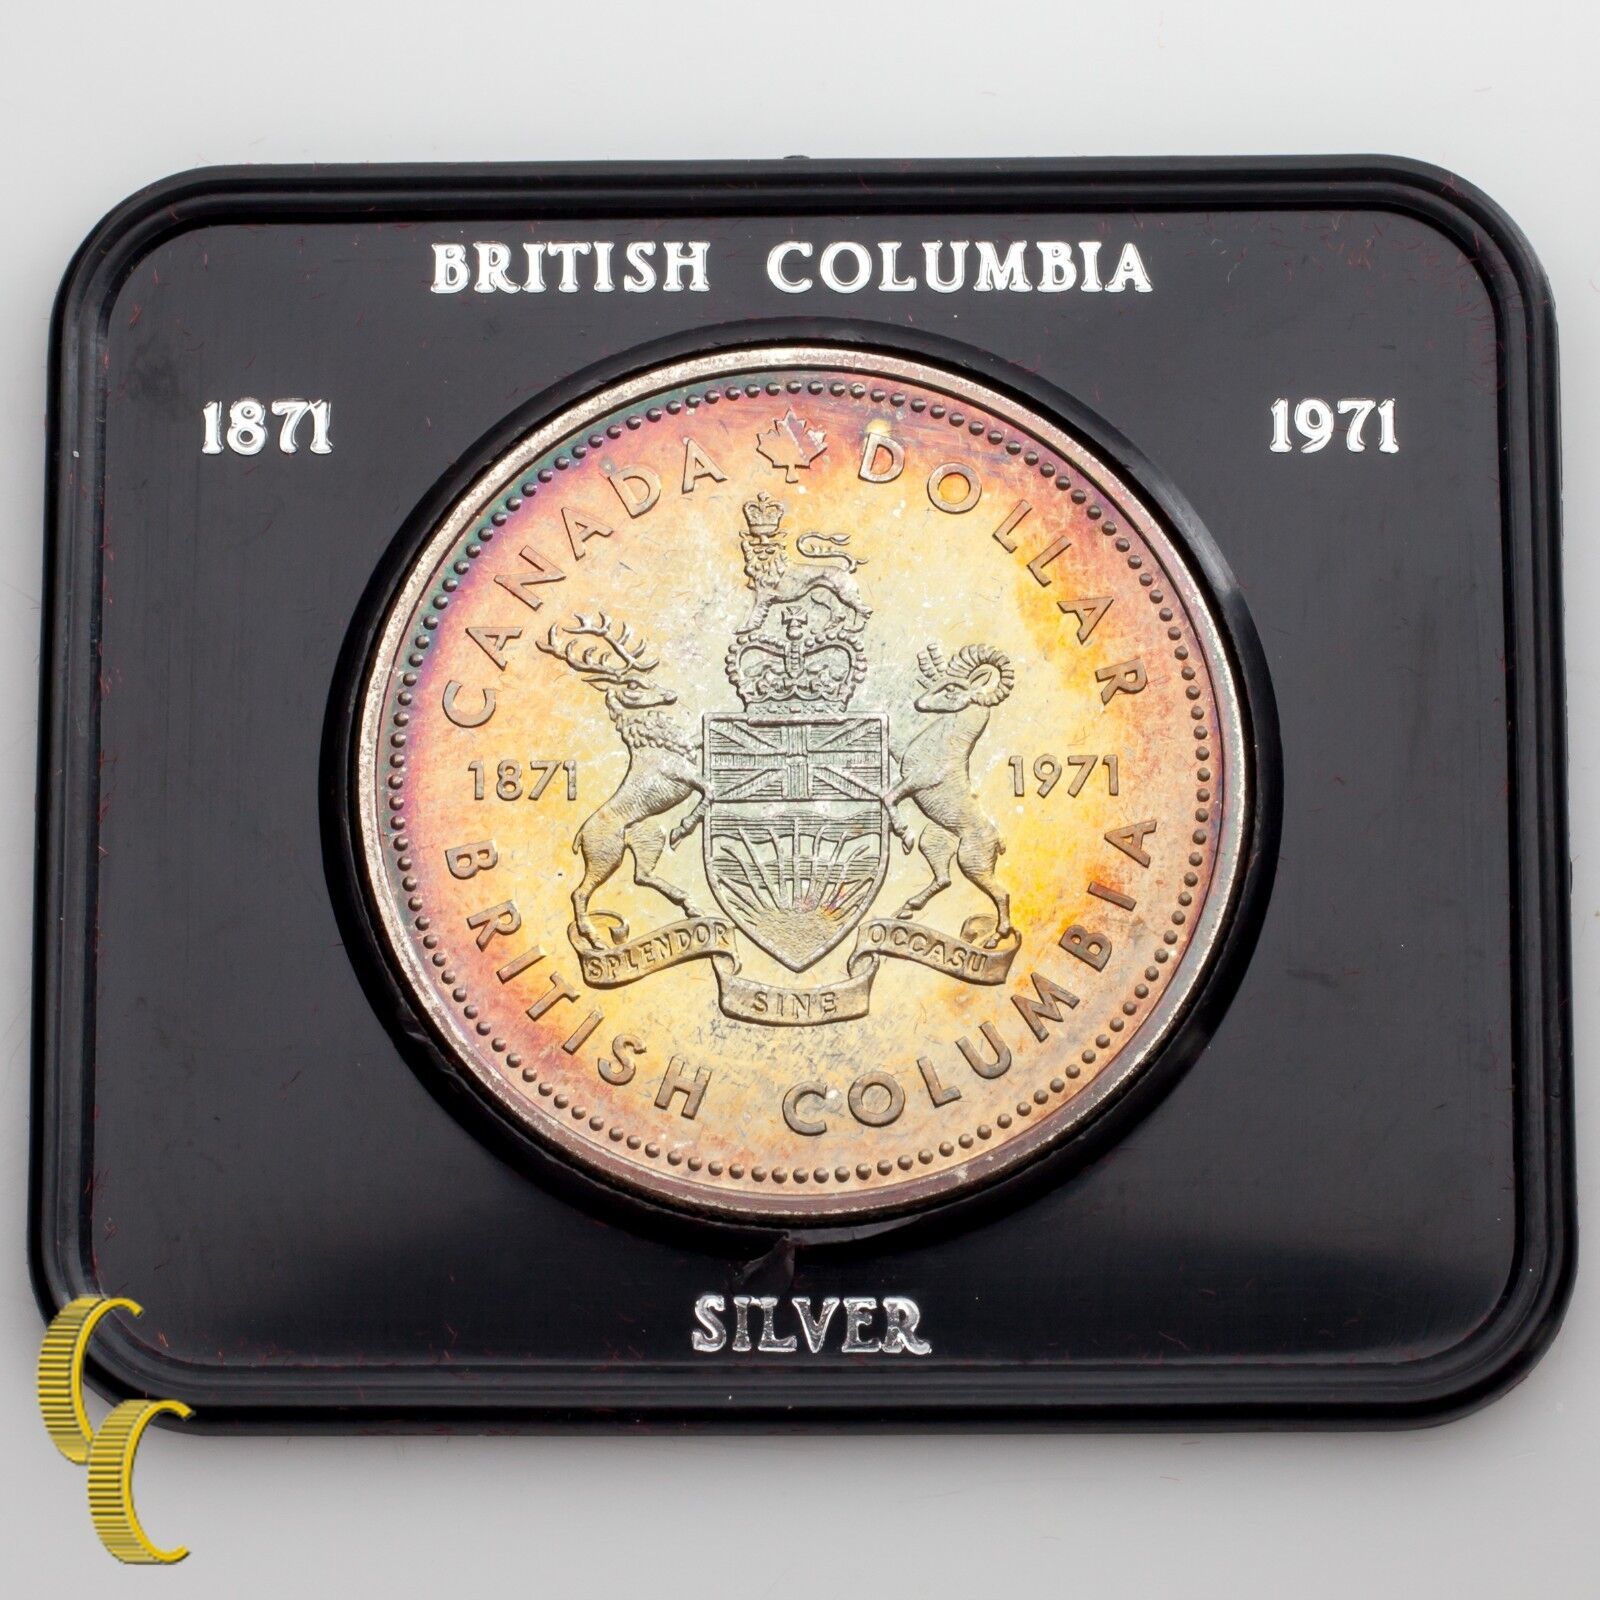 BRITISH COLUMBIA
1871 1971
CANADA DOLLAR
1871 1971
SPLENDOR SINE OCCASU
BRITISH COLUMBIA
SILVER